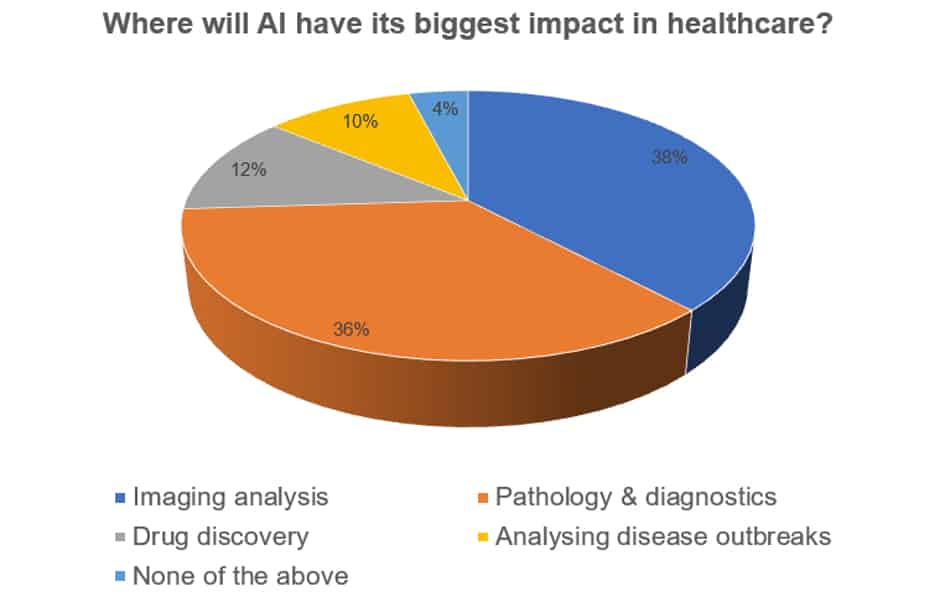 Where will AI have its biggest impact in healthcare?
4%
10%
38%
12%
36%
Imaging analysis
Pathology & diagnostics
Drug discovery
Analysing disease outbreaks
None of the above